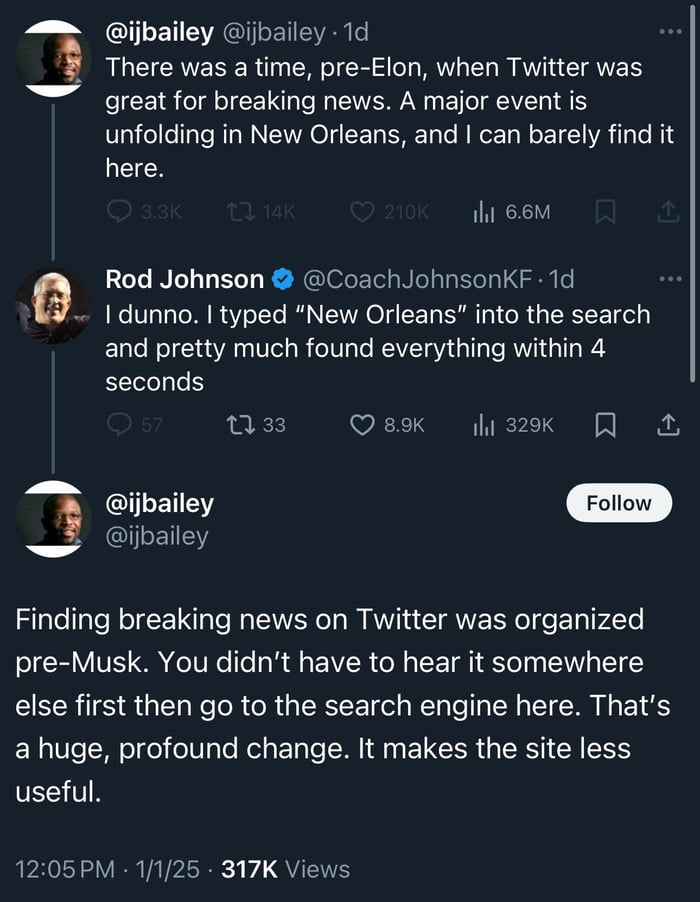 @ijbailey @ijbailey · 1d
There was a time, pre-Elon, when Twitter was
great for breaking news. A major event is
unfolding in New Orleans, and I can barely find it
here.
3.3K 14K 210K 6.6M
Rod Johnson @CoachJohnsonKF · 1d
I dunno. I typed “New Orleans” into the search
and pretty much found everything within 4
seconds
57 33 8.9K 329K
@ijbailey
Follow
@ijbailey
Finding breaking news on Twitter was organized
pre-Musk. You didn’t have to hear it somewhere
else first then go to the search engine here. That’s
a huge, profound change. It makes the site less
useful.
12:05 PM · 1/1/25 · 317K Views